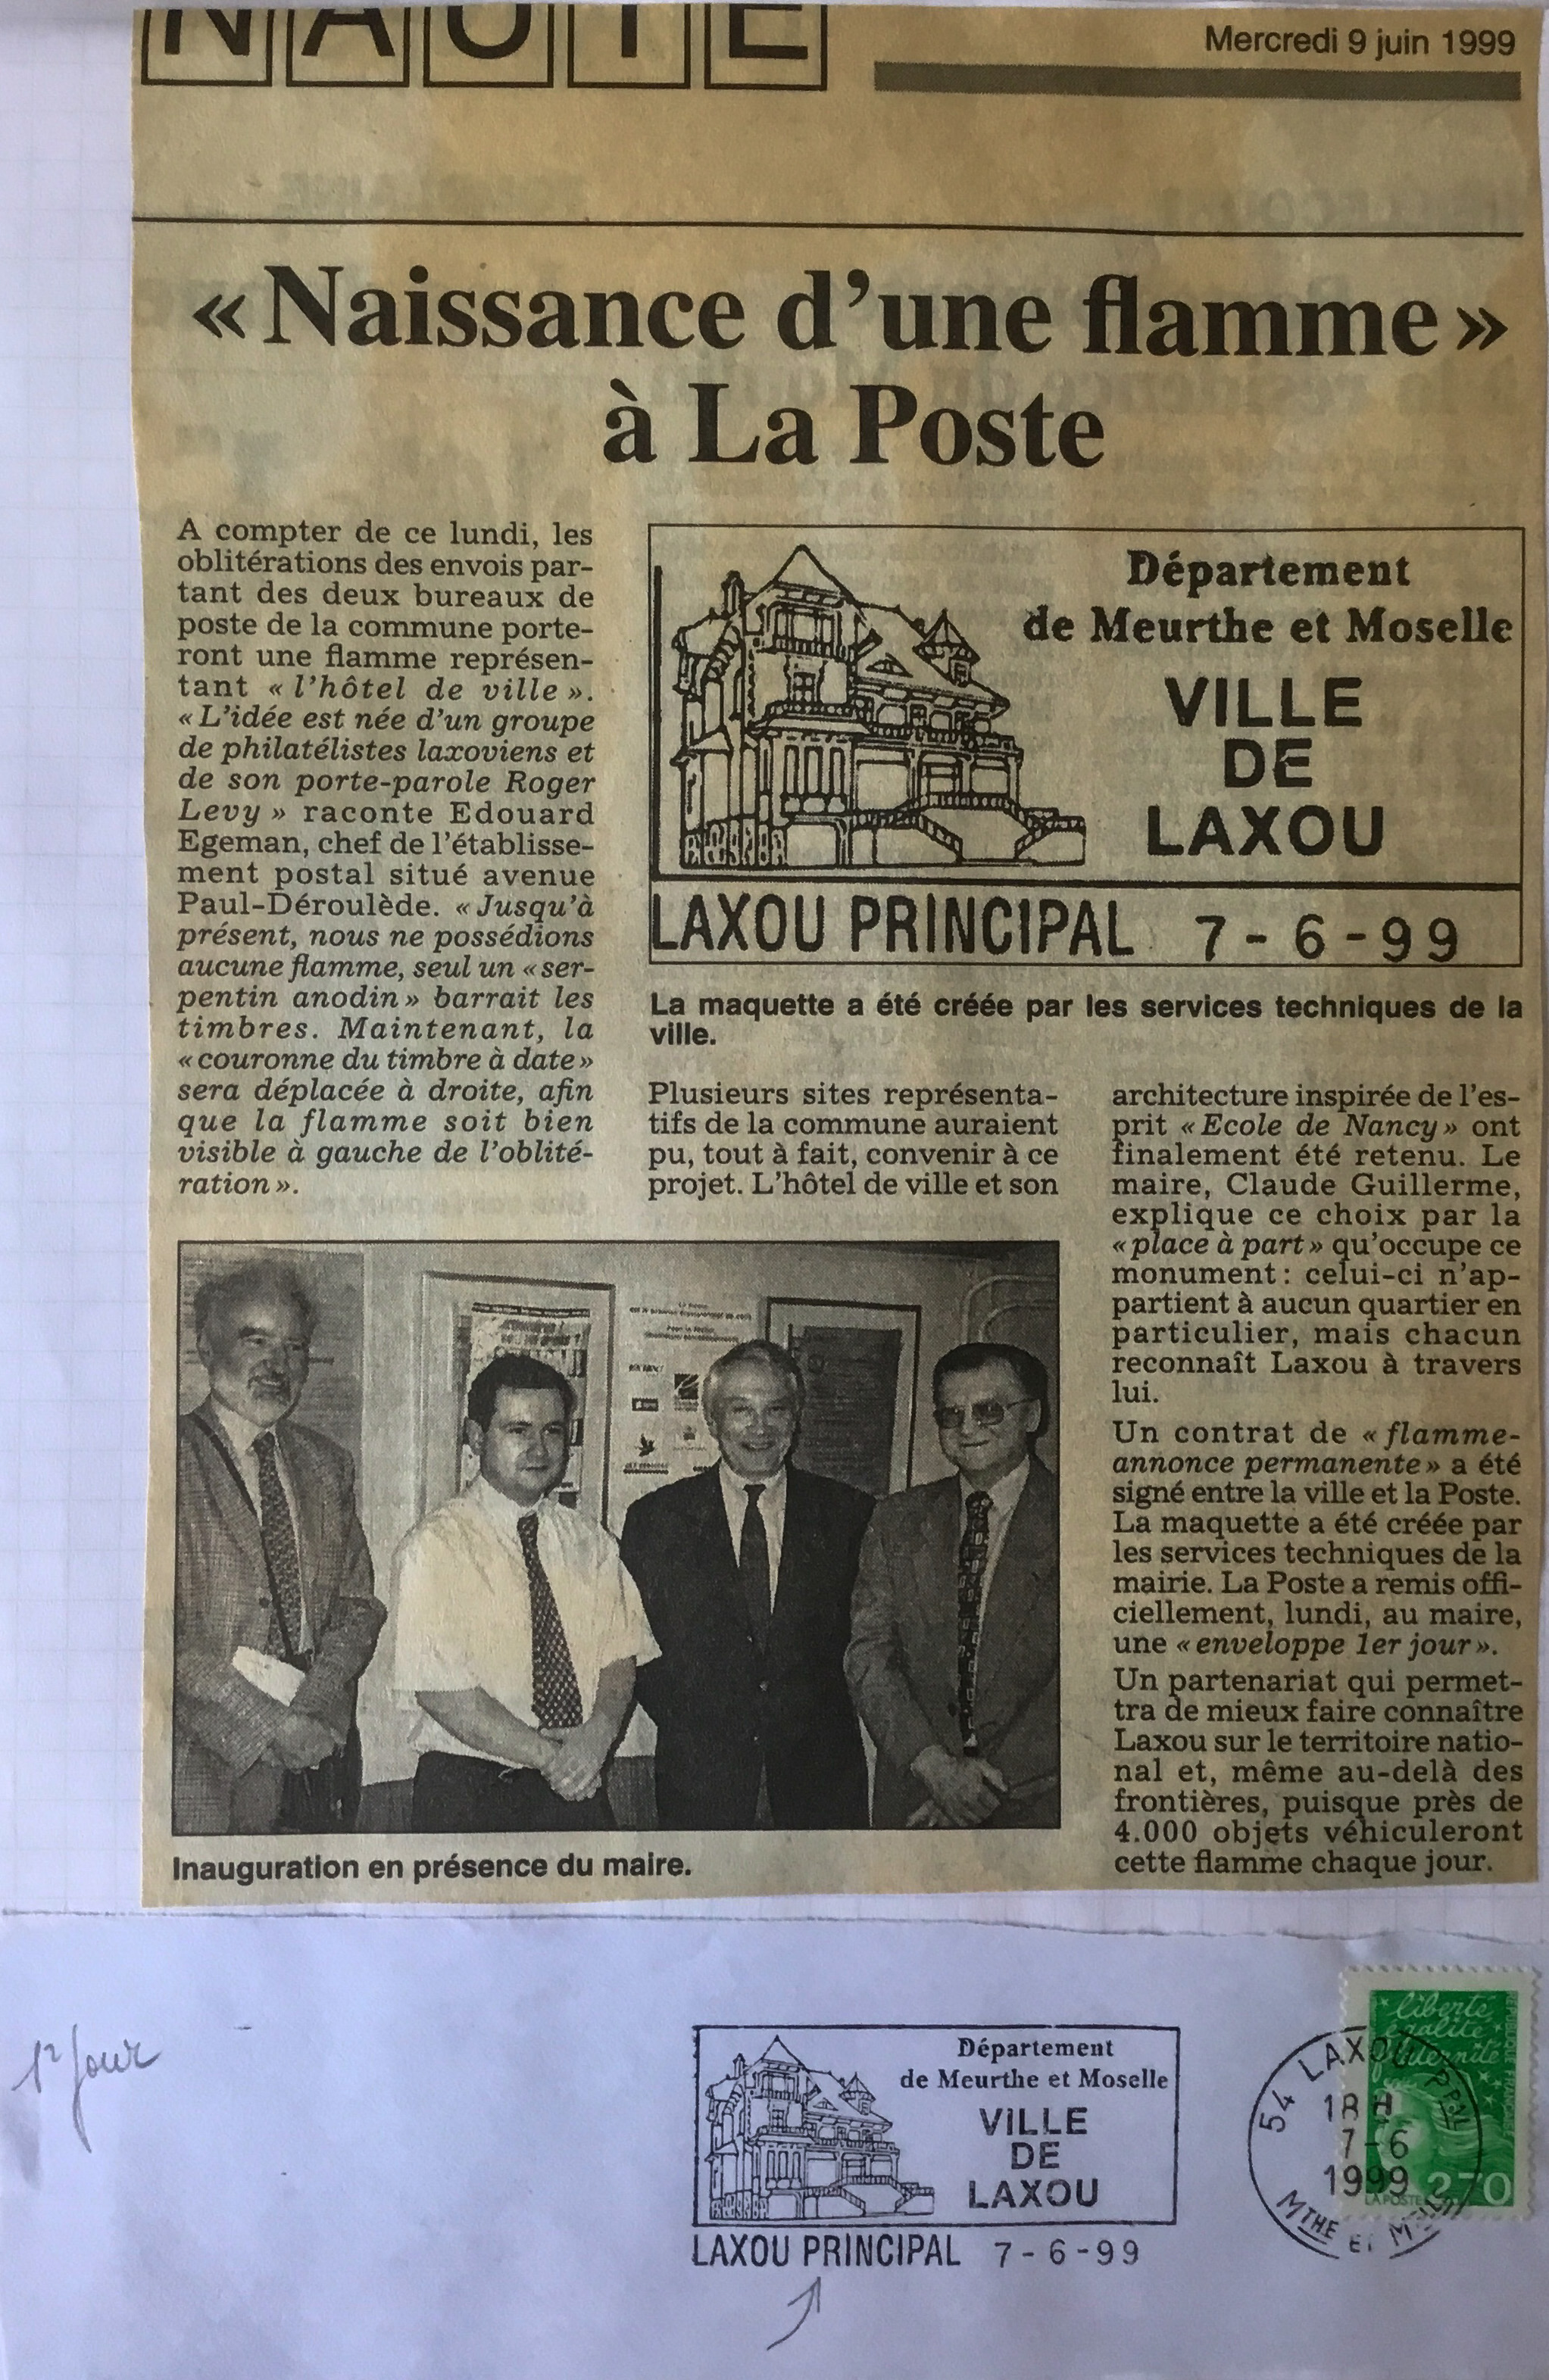 NAUTE
Mercredi 9 juin 1999
« Naissance d'une flamme »
à La Poste
A compter de ce lundi, les
oblitérations des envois par-
tant des deux bureaux de
poste de la commune porte-
ront une flamme représen-
tant « l'hôtel de ville ».
« L'idée est née d'un groupe
de philatélistes laxoviens et
de son porte-parole Roger
Levy » raconte Edouard
Egeman, chef de l'établisse-
ment postal situé avenue
Paul-Déroulède. « Jusqu'à
présent, nous ne possédions
aucune flamme, seul un « ser-
pentin anodin » barrait les
timbres. Maintenant, la
« couronne du timbre à date »
sera déplacée à droite, afin
que la flamme soit bien
visible à gauche de l'oblité-
ration ».
Département
de Meurthe et Moselle
VILLE
DE
LAXOU
LAXOU PRINCIPAL 7-6-99
La maquette a été créée par les services techniques de la
ville.
Plusieurs sites représenta-
tifs de la commune auraient
pu, tout à fait, convenir à ce
projet. L'hôtel de ville et son
architecture inspirée de l'es-
prit « Ecole de Nancy » ont
finalement été retenu. Le
maire, Claude Guillerme,
explique ce choix par la
« place à part » qu'occupe ce
monument : celui-ci n'ap-
partient à aucun quartier en
particulier, mais chacun
reconnaît Laxou à travers
lui.
Un contrat de « flamme-
annonce permanente » a été
signé entre la ville et la Poste.
La maquette a été créée par
les services techniques de la
mairie. La Poste a remis offi-
ciellement, lundi, au maire,
une « enveloppe 1er jour ».
Un partenariat qui permet-
tra de mieux faire connaître
Laxou sur le territoire natio-
nal et, même au-delà des
frontières, puisque près de
4.000 objets véhiculeront
cette flamme chaque jour.
Inauguration en présence du maire.
1er Jour
Département
de Meurthe et Moselle
VILLE
DE
LAXOU
LAXOU PRINCIPAL 7-6-99
54 LAXOU PPAL
18 H
7-6
1999
MTHE ET
liberté
égalité
fraternité
RÉPUBLIQUE FRANÇAISE
LA POSTE 2,70